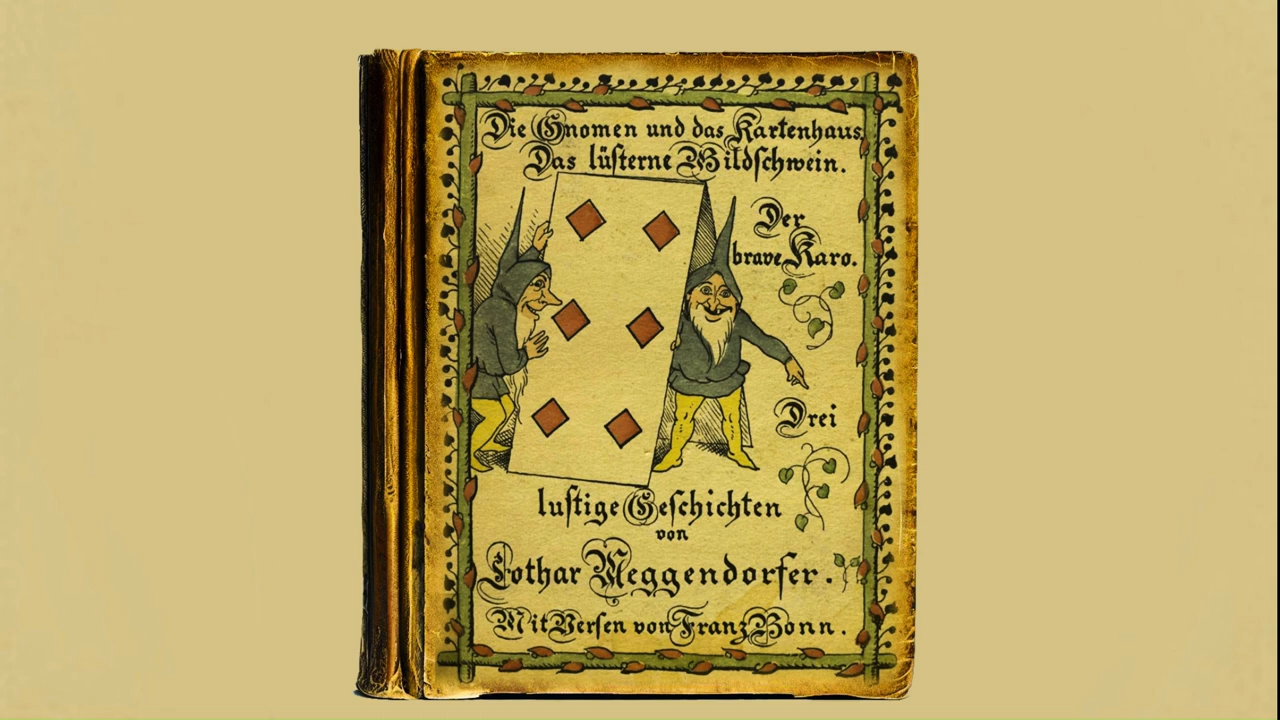 Die Gnomen und das Kartenhaus.
Das lüsterne Wildschwein.
Der
brave Karo.
Drei
lustige Geschichten
von
Lothar Meggendorfer.
Mit Versen von Franz Bonn.